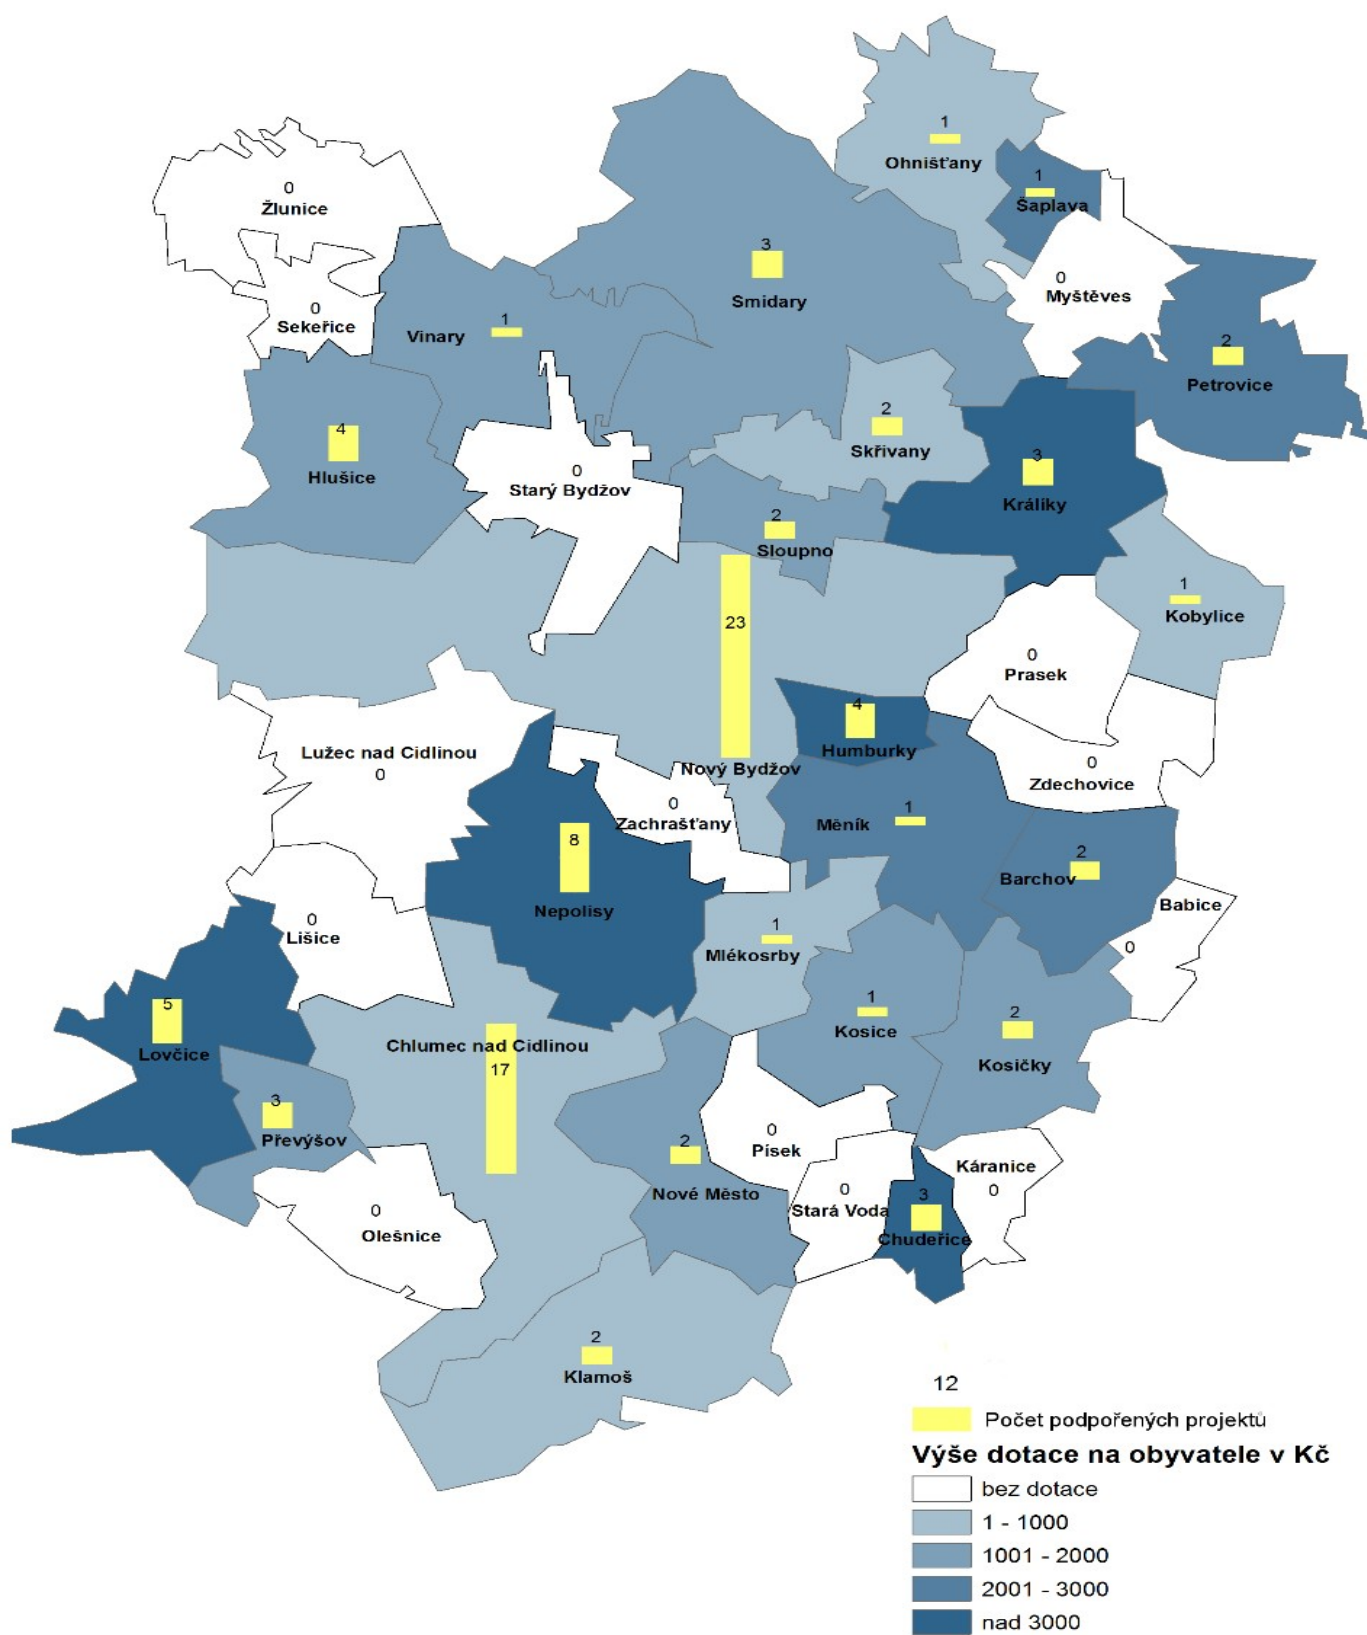 1
Ohnišťany
1
Šaplava
0
Žlunice
3
Smidary
0
Myštěves
0
Sekeřice
1
Vinary
2
Petrovice
4
Hlušice
2
Skřivany
3
Králíky
0
Starý Bydžov
2
Sloupno
1
Kobylice
23
Nový Bydžov
0
Prasek
4
Humburky
Lužec nad Cidlinou
0
0
Zdechovice
0
Zachrašťany
1
Měník
8
Nepolisy
2
Barchov
Babice
0
0
Lišice
1
Mlékosrby
5
Lovčice
1
Kosice
2
Kosičky
Chlumec nad Cidlinou
17
3
Převýšov
2
Nové Město
0
Písek
0
Stará Voda
3
Chudeřice
Káranice
0
0
Olešnice
2
Klamoš
12
Počet podpořených projektů
Výše dotace na obyvatele v Kč
bez dotace
1 - 1000
1001 - 2000
2001 - 3000
nad 3000